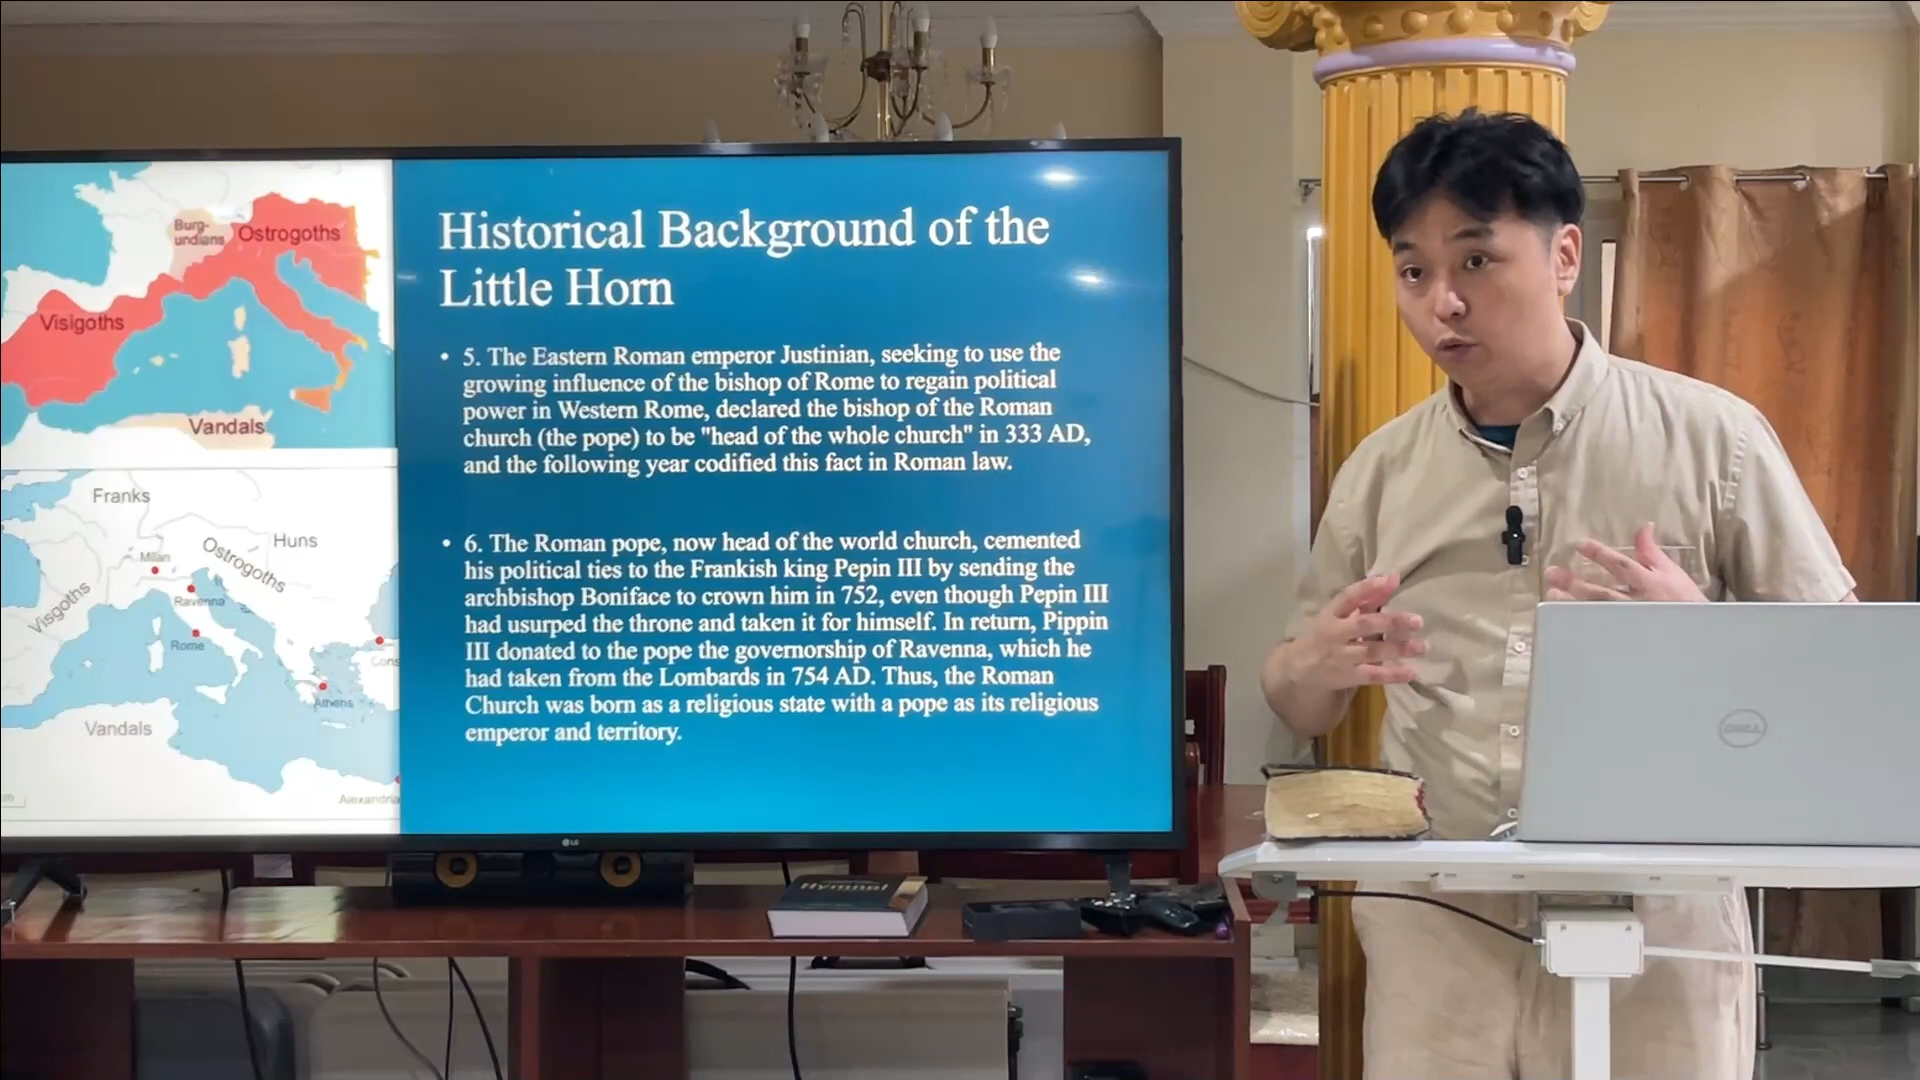 Historical Background of the
Little Horn
• 5. The Eastern Roman emperor Justinian, seeking to use the
growing influence of the bishop of Rome to regain political
power in Western Rome, declared the bishop of the Roman
church (the pope) to be "head of the whole church" in 333 AD,
and the following year codified this fact in Roman law.
• 6. The Roman pope, now head of the world church, cemented
his political ties to the Frankish king Pepin III by sending the
archbishop Boniface to crown him in 752, even though Pepin III
had usurped the throne and taken it for himself. In return, Pippin
III donated to the pope the governorship of Ravenna, which he
had taken from the Lombards in 754 AD. Thus, the Roman
Church was born as a religious state with a pope as its religious
emperor and territory.
Burg-
undians
Ostrogoths
Visigoths
Vandals
Franks
Huns
Milan
Ostrogoths
Visgoths
Ravenna
Rome
Cons
Athens
Vandals
Alexandria
LG
Hymnal
DELL